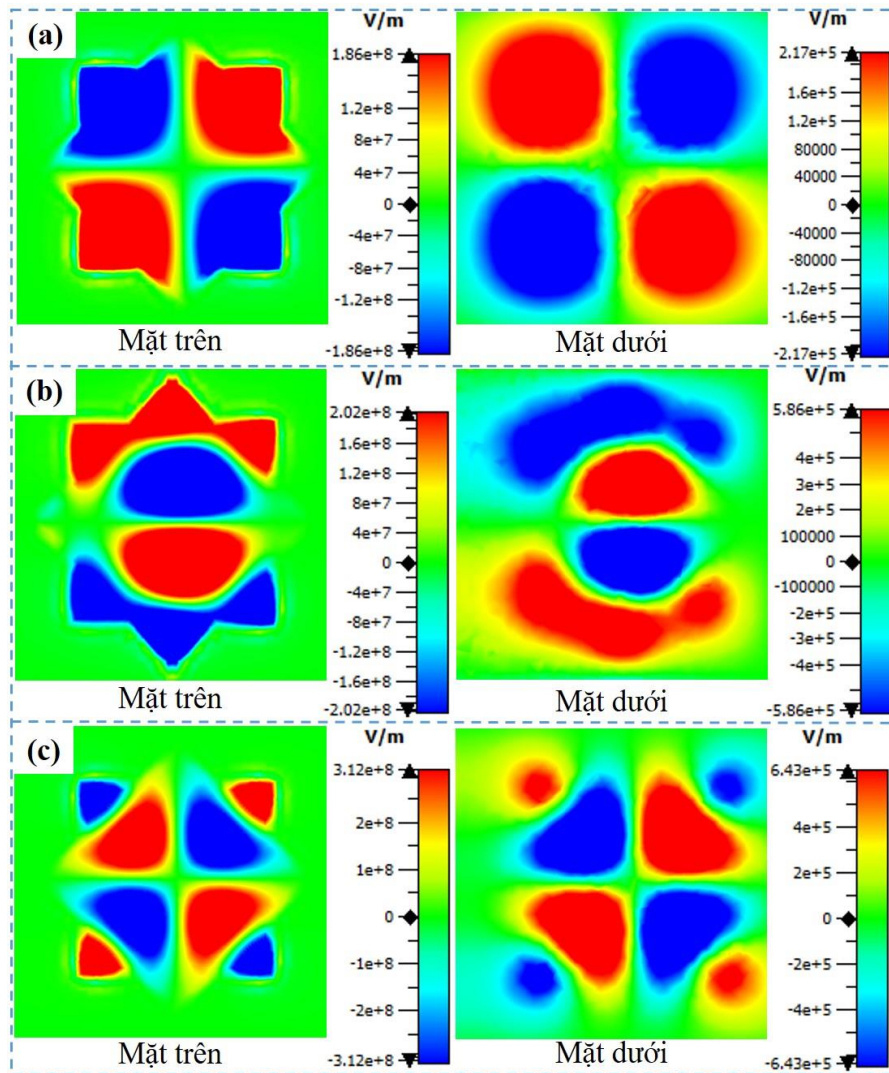 (a)
V/m
1.86e+8
1.2e+8
8e+7
4e+7
0
-4e+7
-8e+7
-1.2e+8
-1.86e+8
Mặt trên
V/m
2.17e+5
1.6e+5
1.2e+5
80000
40000
0
-40000
-80000
-1.2e+5
-1.6e+5
-2.17e+5
Mặt dưới
(b)
V/m
2.02e+8
1.6e+8
1.2e+8
8e+7
4e+7
0
-4e+7
-8e+7
-1.2e+8
-1.6e+8
-2.02e+8
Mặt trên
V/m
5.86e+5
4e+5
3e+5
2e+5
100000
0
-100000
-2e+5
-3e+5
-4e+5
-5.86e+5
Mặt dưới
(c)
V/m
3.12e+8
2e+8
1e+8
0
-1e+8
-2e+8
-3.12e+8
Mặt trên
V/m
6.43e+5
4e+5
2e+5
0
-2e+5
-4e+5
-6.43e+5
Mặt dưới